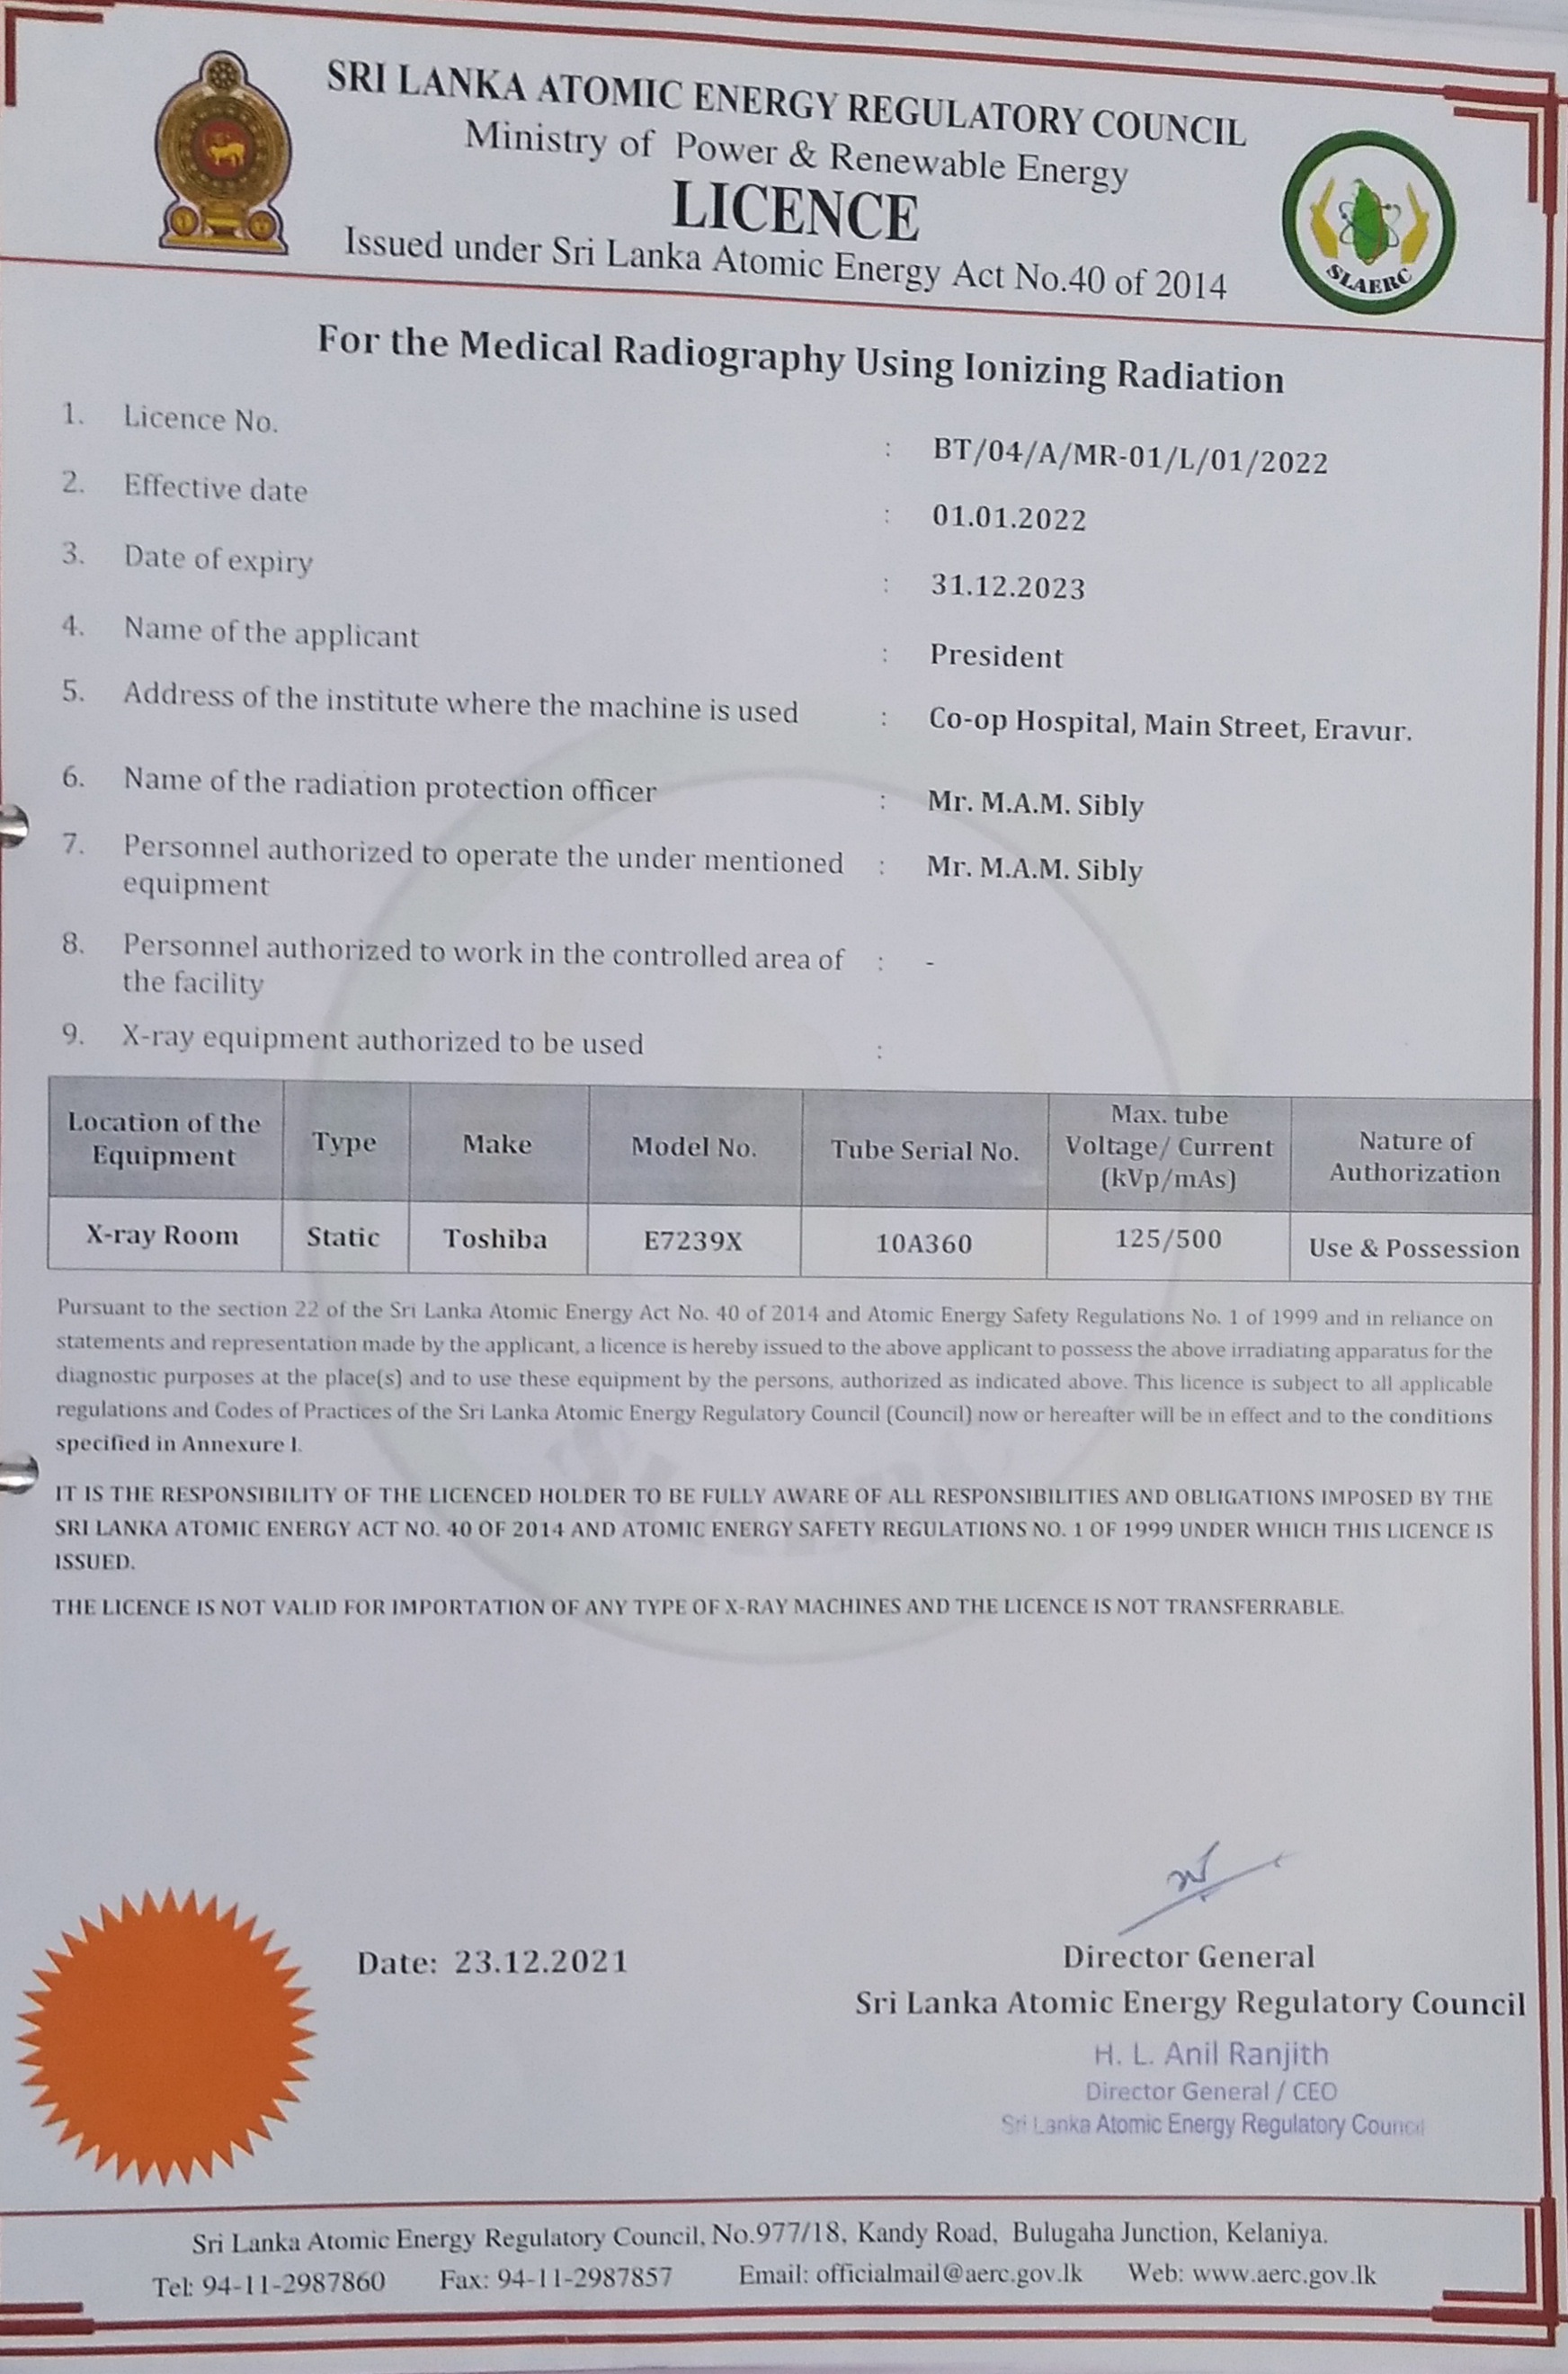 SRI LANKA ATOMIC ENERGY REGULATORY COUNCIL
Ministry of Power & Renewable Energy
LICENCE
Issued under Sri Lanka Atomic Energy Act No.40 of 2014
SLAERC
For the Medical Radiography Using Ionizing Radiation
1. Licence No. : BT/04/A/MR-01/L/01/2022
2. Effective date : 01.01.2022
3. Date of expiry : 31.12.2023
4. Name of the applicant : President
5. Address of the institute where the machine is used : Co-op Hospital, Main Street, Eravur.
6. Name of the radiation protection officer : Mr. M.A.M. Sibly
7. Personnel authorized to operate the under mentioned : Mr. M.A.M. Sibly
equipment
8. Personnel authorized to work in the controlled area of : -
the facility
9. X-ray equipment authorized to be used :
Location of the Equipment Type Make Model No. Tube Serial No. Max. tube Voltage/ Current (kVp/mAs) Nature of Authorization
X-ray Room Static Toshiba E7239X 10A360 125/500 Use & Possession
Pursuant to the section 22 of the Sri Lanka Atomic Energy Act No. 40 of 2014 and Atomic Energy Safety Regulations No. 1 of 1999 and in reliance on
statements and representation made by the applicant, a licence is hereby issued to the above applicant to possess the above irradiating apparatus for the
diagnostic purposes at the place(s) and to use these equipment by the persons, authorized as indicated above. This licence is subject to all applicable
regulations and Codes of Practices of the Sri Lanka Atomic Energy Regulatory Council (Council) now or hereafter will be in effect and to the conditions
specified in Annexure I.
IT IS THE RESPONSIBILITY OF THE LICENCED HOLDER TO BE FULLY AWARE OF ALL RESPONSIBILITIES AND OBLIGATIONS IMPOSED BY THE
SRI LANKA ATOMIC ENERGY ACT NO. 40 OF 2014 AND ATOMIC ENERGY SAFETY REGULATIONS NO. 1 OF 1999 UNDER WHICH THIS LICENCE IS
ISSUED.
THE LICENCE IS NOT VALID FOR IMPORTATION OF ANY TYPE OF X-RAY MACHINES AND THE LICENCE IS NOT TRANSFERRABLE.
Date: 23.12.2021
Director General
Sri Lanka Atomic Energy Regulatory Council
H. L. Anil Ranjith
Director General / CEO
Sri Lanka Atomic Energy Regulatory Council
Sri Lanka Atomic Energy Regulatory Council, No.977/18, Kandy Road, Bulugaha Junction, Kelaniya.
Tel: 94-11-2987860 Fax: 94-11-2987857 Email: officialmail@aerc.gov.lk Web: www.aerc.gov.lk